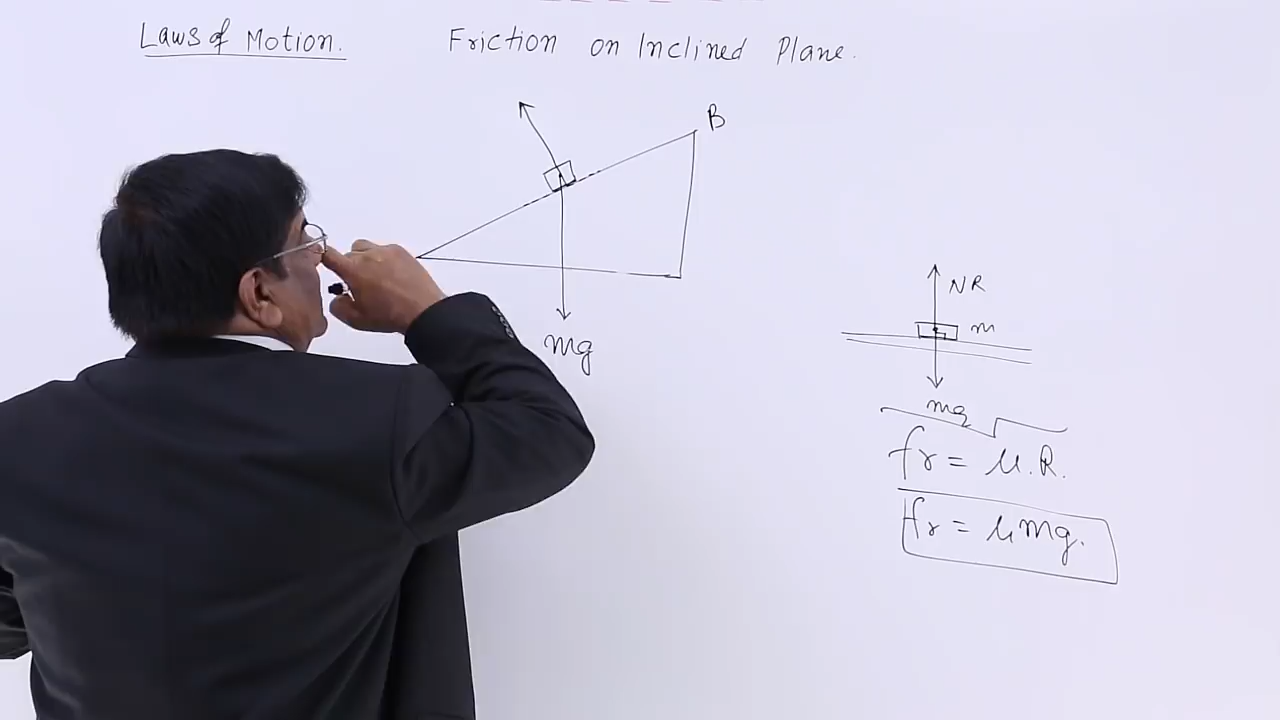 Laws of Motion.
Friction on Inclined Plane.
B
mg
NR
m
mg
fr = μ.R.
fr = μmg.